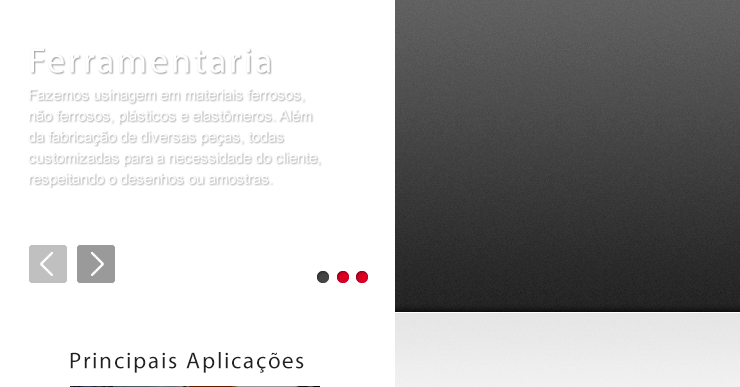 Ferramentaria
Fazemos usinagem em materiais ferrosos,
não ferrosos, plásticos e elastômeros. Além
da fabricação de diversas peças, todas
customizadas para a necessidade do cliente,
respeitando o desenhos ou amostras.
Principais Aplicações